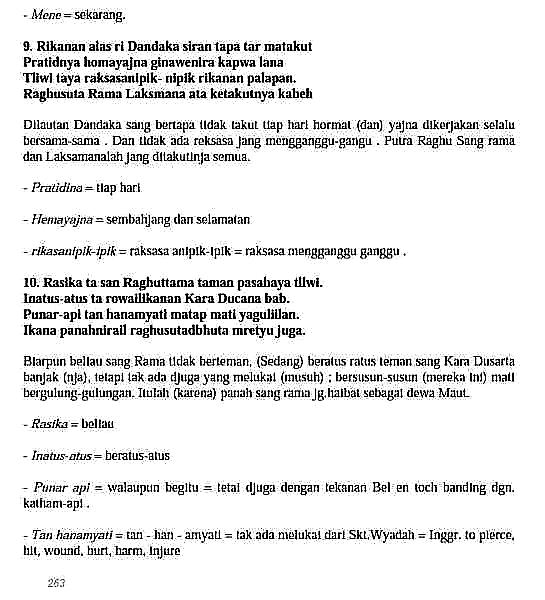 - Mene = sekarang.
9. Rikanan alas ri Dandaka siran tapa tar matakut
Pratidnya homayajna ginawenira kapwa lana
Tliwi taya raksasanipik- nipik rikanan palapan.
Raghusuta Rama Laksmana ata ketakutnya kabeh
Dilautan Dandaka sang bertapa tidak takut tiap hari hormat (dan) yajna dikerjakan selalu
bersama-sama . Dan tidak ada reksasa jang mengganggu-gangu . Putra Raghu Sang rama
dan Laksamanalah jang ditakutinja semua.
- Pratidina = tiap hari
- Hemayajna = sembahjang dan selamatan
- rikasanipik-ipik = raksasa anipik-ipik = raksasa mengganggu ganggu .
10. Rasika ta san Raghuttama taman pasahaya tliwi.
Inatus-atus tan rowailikanan Kara Ducana bab.
Punar-api tan hanamyati matap mati yaguliilan.
Ikana panahnirail raghusutadbhuta mretyu juga.
Biarpun beliau sang Rama tidak berteman, (Sedang) beratus ratus teman sang Kara Dusarta
banjak (nja), tetapi tak ada djuga yang melukai (musuh) ; bersusun-susun (mereka ini) mati
bergulung-gulungan. Itulah (karena) panah sang rama jg.haibat sebagai dewa Maut.
- Rasika = beliau
- Inatus-atus = beratus-atus
- Punar api = walaupun begitu = tetai djuga dengan tekanan Bel en toch banding dgn.
katham-api .
- Tan hanamyati = tan - han - amyati = tak ada melukai dari Skt.Wyadah = Inggr. to pierce,
hit, wound, hurt, harm, injure
263